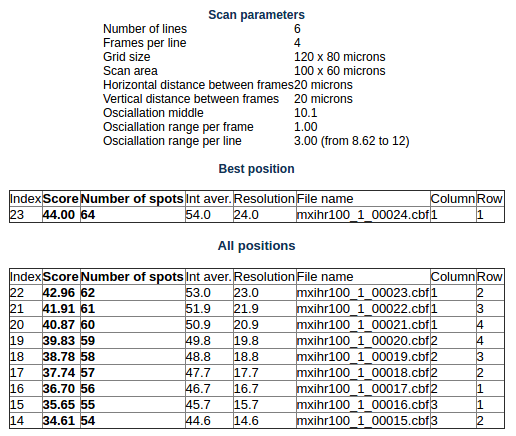 Scan parameters
Number of lines 6
Frames per line 4
Grid size 120 x 80 microns
Scan area 100 x 60 microns
Horizontal distance between frames 20 microns
Vertical distance between frames 20 microns
Osciallation middle 10.1
Osciallation range per frame 1.00
Osciallation range per line 3.00 (from 8.62 to 12)
Best position
Index Score Number of spots Int aver. Resolution File name Column Row
23 44.00 64 54.0 24.0 mxihr100_1_00024.cbf 1 1
All positions
Index Score Number of spots Int aver. Resolution File name Column Row
22 42.96 62 53.0 23.0 mxihr100_1_00023.cbf 1 2
21 41.91 61 51.9 21.9 mxihr100_1_00022.cbf 1 3
20 40.87 60 50.9 20.9 mxihr100_1_00021.cbf 1 4
19 39.83 59 49.8 19.8 mxihr100_1_00020.cbf 2 4
18 38.78 58 48.8 18.8 mxihr100_1_00019.cbf 2 3
17 37.74 57 47.7 17.7 mxihr100_1_00018.cbf 2 2
16 36.70 56 46.7 16.7 mxihr100_1_00017.cbf 2 1
15 35.65 55 45.7 15.7 mxihr100_1_00016.cbf 3 1
14 34.61 54 44.6 14.6 mxihr100_1_00015.cbf 3 2